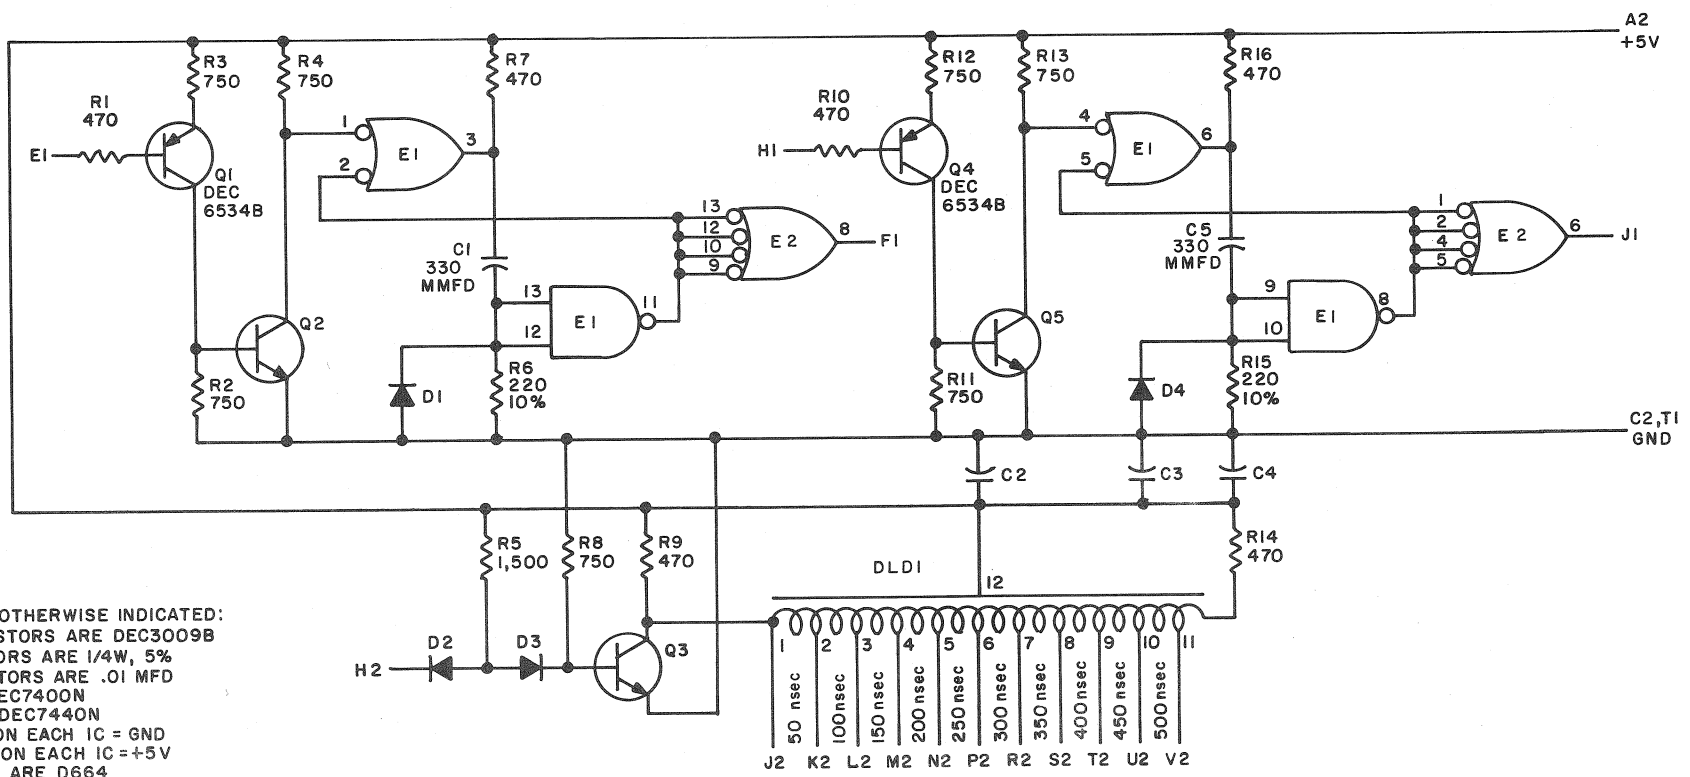 A2
+5V
R3
750
R4
750
R7
470
R12
750
R13
750
R16
470
R1
470
E1
Q1
DEC
6534B
1
2
E1
3
R10
470
H1
Q4
DEC
6534B
4
5
E1
6
C1
330
MMFD
13
12
10
9
E2
8
F1
C5
330
MMFD
1
2
4
5
E2
6
J1
Q2
13
12
E1
11
Q5
9
10
E1
8
R2
750
D1
R6
220
10%
R11
750
D4
R15
220
10%
C2,T1
GND
C2
C3
C4
R5
1,500
R8
750
R9
470
DLD1
12
R14
470
H2
D2
D3
Q3
1 2 3 4 5 6 7 8 9 10 11
50 nsec
100nsec
150 nsec
200 nsec
250 nsec
300 nsec
350 nsec
400 nsec
450 nsec
500 nsec
J2 K2 L2 M2 N2 P2 R2 S2 T2 U2 V2
OTHERWISE INDICATED:
STORS ARE DEC3009B
ORS ARE 1/4W, 5%
TORS ARE .01 MFD
EC7400N
DEC7440N
ON EACH IC = GND
ON EACH IC = +5V
ARE D664